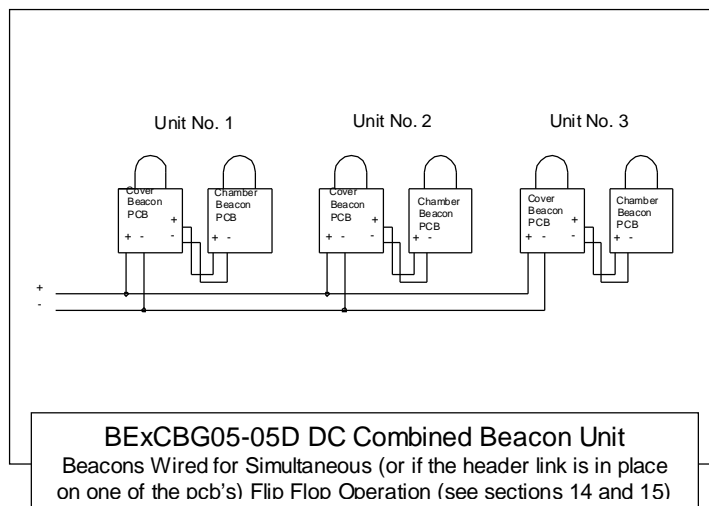 Unit No. 1
Unit No. 2
Unit No. 3
Cover
Beacon
PCB
+
-
+ -
Chamber
Beacon
PCB
+ -
Cover
Beacon
PCB
+
-
+ -
Chamber
Beacon
PCB
+ -
Cover
Beacon
PCB
+
-
+ -
Chamber
Beacon
PCB
+ -
+
-
BExCBG05-05D DC Combined Beacon Unit
Beacons Wired for Simultaneous (or if the header link is in place
on one of the pcb's) Flip Flop Operation (see sections 14 and 15)